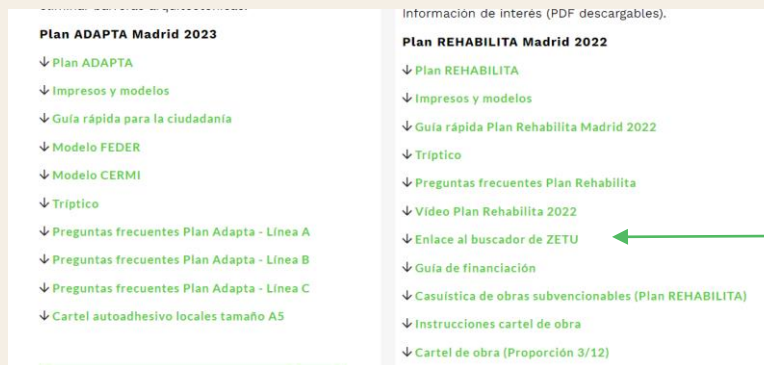 eliminar barreras arquitectónicas.
Plan ADAPTA Madrid 2023
Plan ADAPTA
Impresos y modelos
Guía rápida para la ciudadanía
Modelo FEDER
Modelo CERMI
Tríptico
Preguntas frecuentes Plan Adapta - Línea A
Preguntas frecuentes Plan Adapta - Línea B
Preguntas frecuentes Plan Adapta - Línea C
Cartel autoadhesivo locales tamaño A5
Información de interés (PDF descargables).
Plan REHABILITA Madrid 2022
Plan REHABILITA
Impresos y modelos
Guía rápida Plan Rehabilita Madrid 2022
Tríptico
Preguntas frecuentes Plan Rehabilita
Vídeo Plan Rehabilita 2022
Enlace al buscador de ZETU
Guía de financiación
Casuística de obras subvencionables (Plan REHABILITA)
Instrucciones cartel de obra
Cartel de obra (Proporción 3/12)